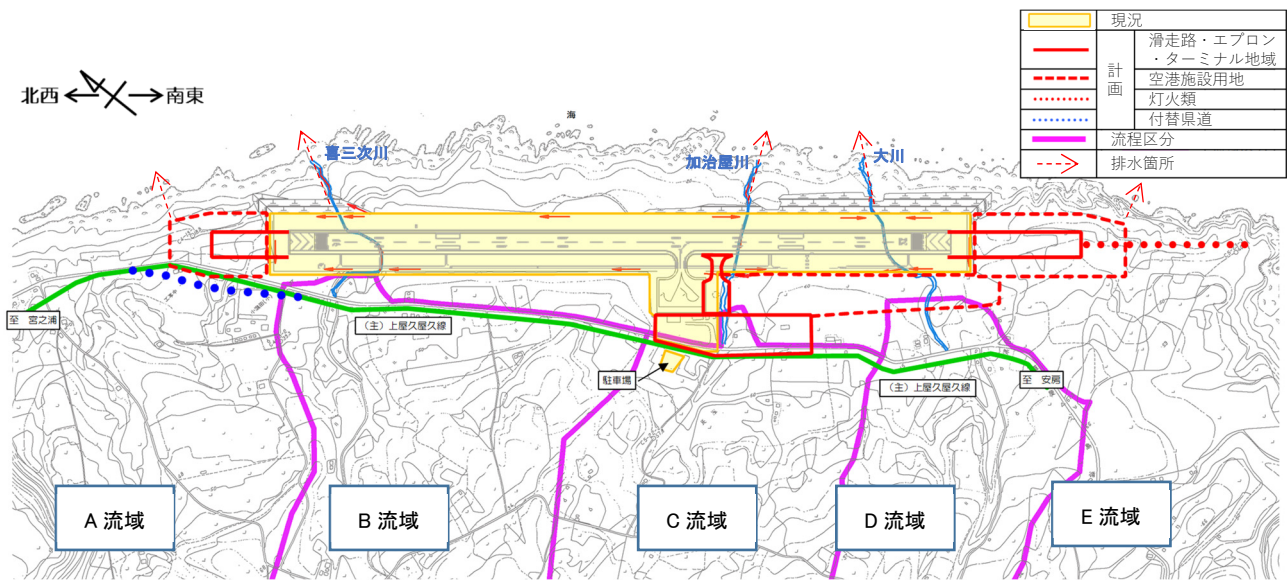 現況
計画
滑走路・エプロン
・ターミナル地域
空港施設用地
灯火類
付替県道
流程区分
排水箇所
北西
南東
海
喜三次川
加治屋川
大川
至 宮之浦
(主)上屋久屋久線
駐車場
(主)上屋久屋久線
至 安房
A 流域
B 流域
C 流域
D 流域
E 流域